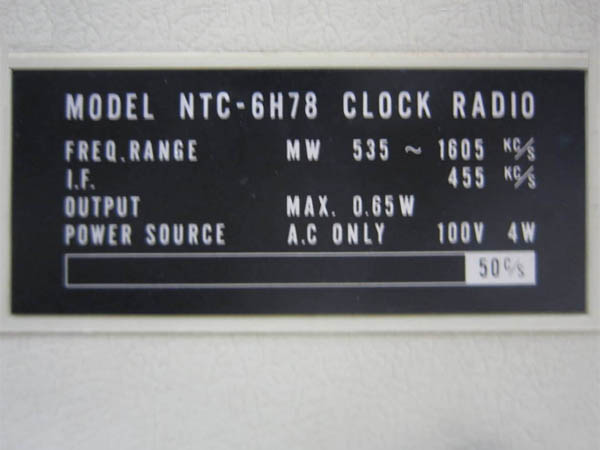 MODEL NTC-6H78 CLOCK RADIO
FREQ.RANGE MW 535 ~ 1605 KC/S
I.F. 455 KC/S
OUTPUT MAX. 0.65W
POWER SOURCE A.C ONLY 100V 4W
50 C/S